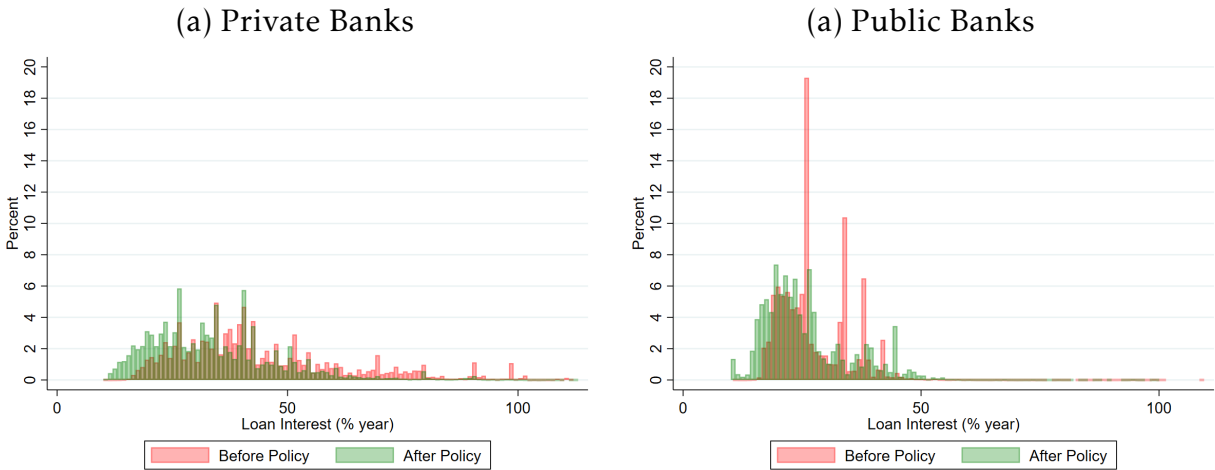 (a) Private Banks
Percent
0 2 4 6 8 10 12 14 16 18 20
0 50 100
Loan Interest (% year)
Before Policy After Policy
(a) Public Banks
Percent
0 2 4 6 8 10 12 14 16 18 20
0 50 100
Loan Interest (% year)
Before Policy After Policy